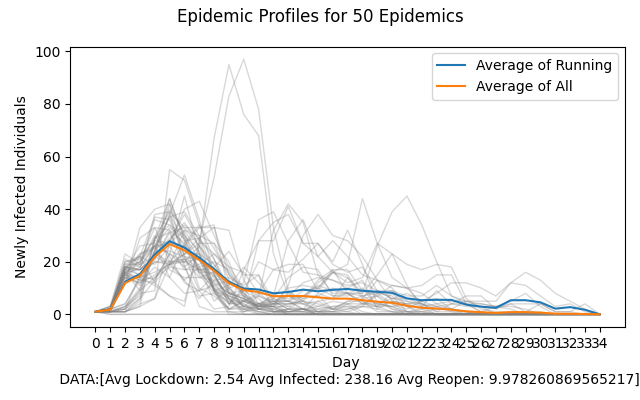 Epidemic Profiles for 50 Epidemics
Average of Running
Average of All
100
80
60
40
20
0
Newly Infected Individuals
0 1 2 3 4 5 6 7 8 9 10 11 12 13 14 15 16 17 18 19 20 21 22 23 24 25 26 27 28 29 30 31 32 33 34
Day
DATA:[Avg Lockdown: 2.54 Avg Infected: 238.16 Avg Reopen: 9.978260869565217]